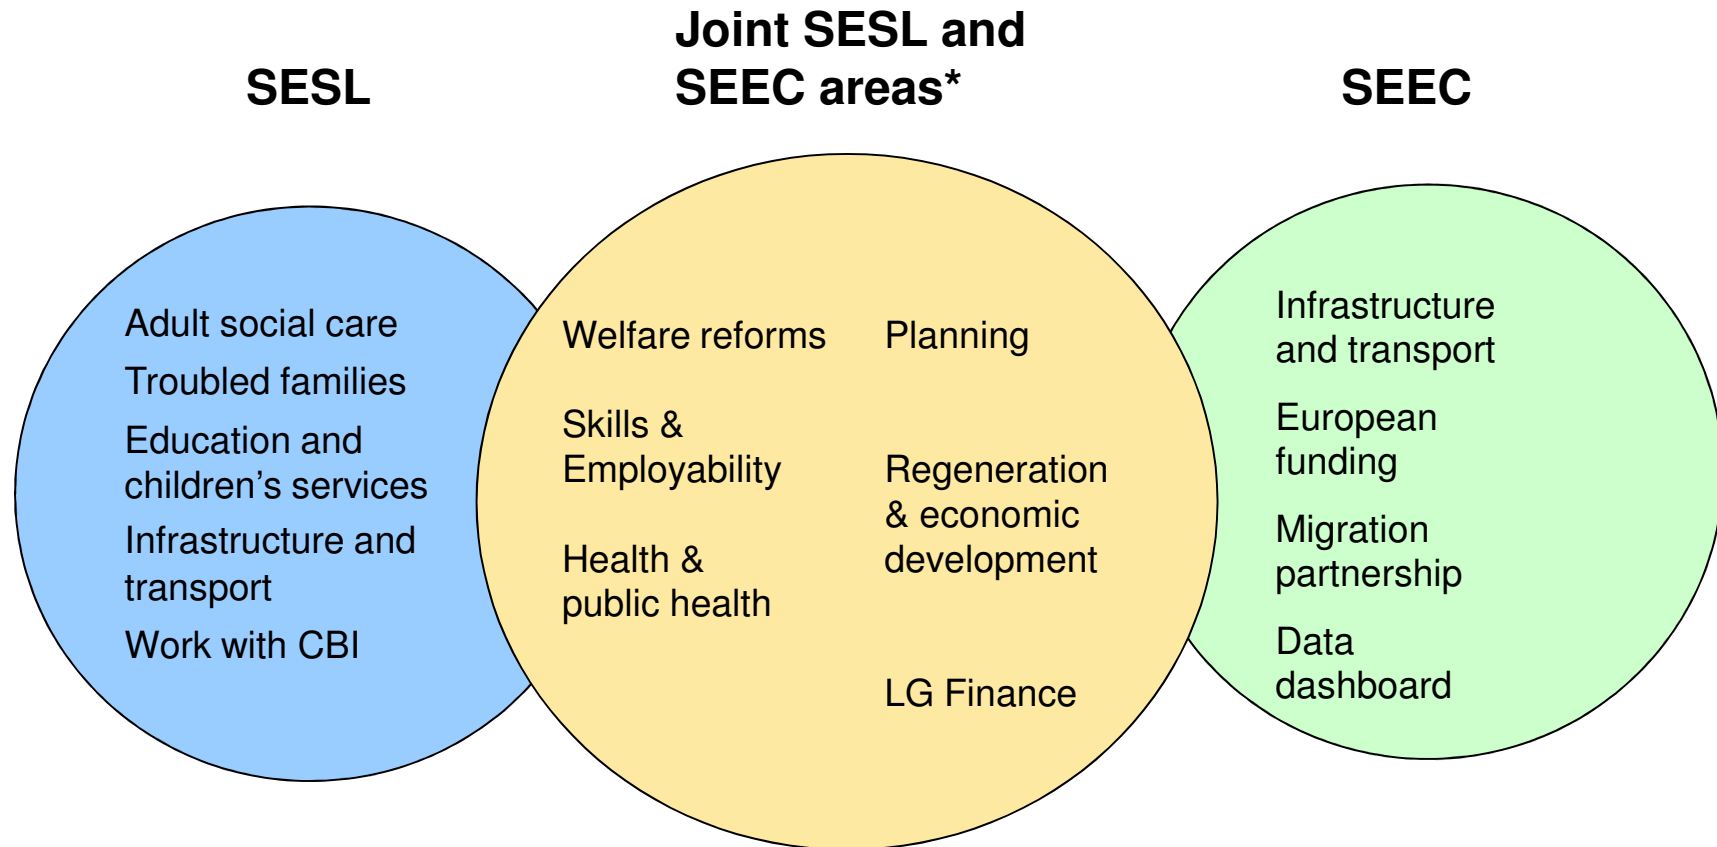 SESL
Joint SESL and
SEEC areas*
SEEC
Adult social care
Troubled families
Education and
children’s services
Infrastructure and
transport
Work with CBI
Welfare reforms
Skills &
Employability
Health &
public health
Planning
Regeneration
& economic
development
LG Finance
Infrastructure
and transport
European
funding
Migration
partnership
Data
dashboard